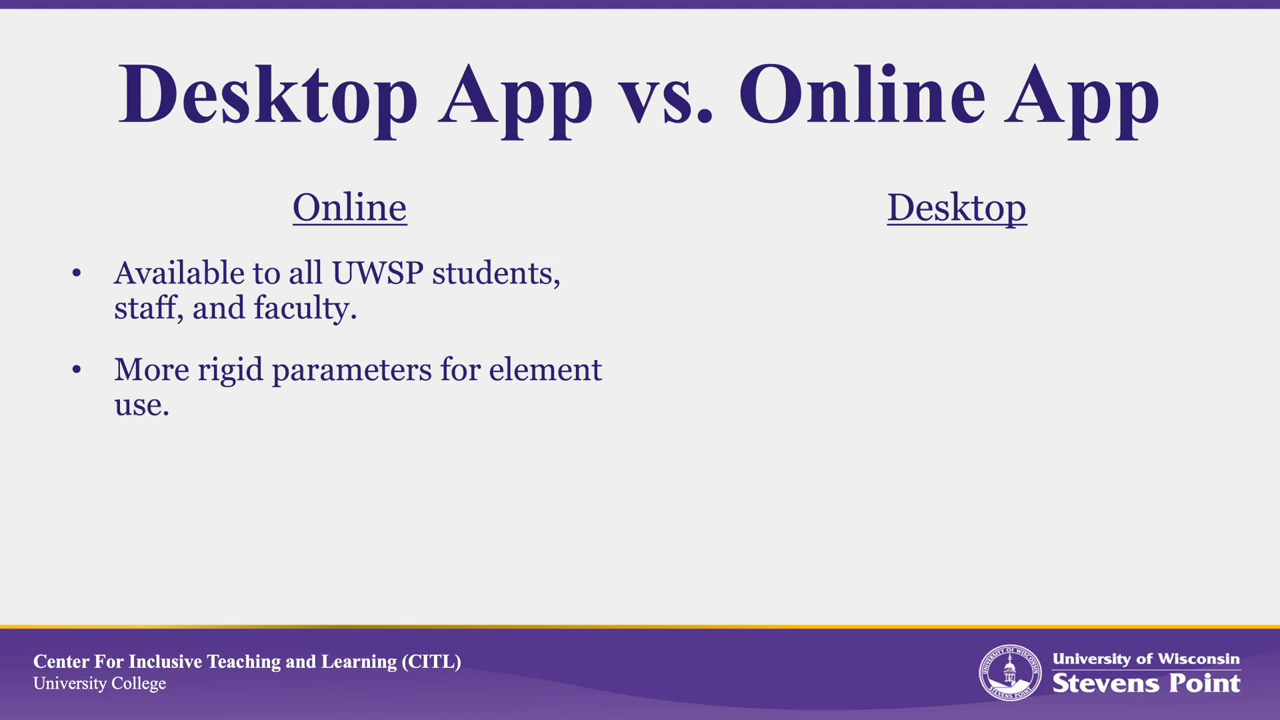 Desktop App vs. Online App
Online
• Available to all UWSP students,
staff, and faculty.
• More rigid parameters for element
use.
Desktop
Center For Inclusive Teaching and Learning (CITL)
University College
University of Wisconsin
Stevens Point